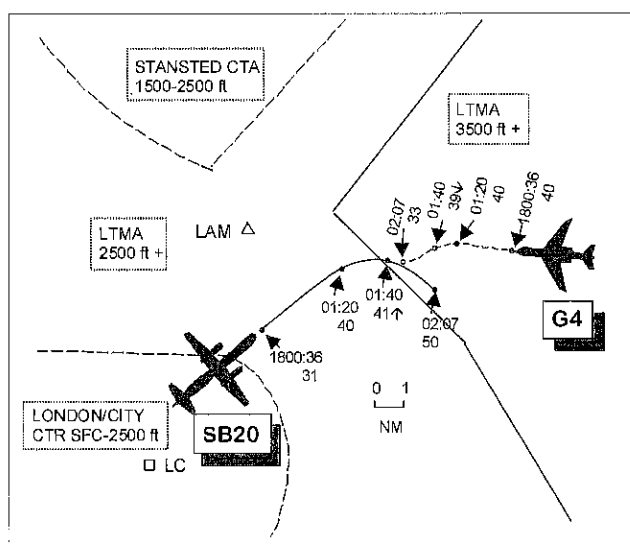 STANSTED CTA
1500-2500 ft
LTMA
3500 ft +
LTMA
2500 ft +
LAM
02:07
33
01:40
39↓
01:20
40
1800:36
40
G4
01:20
40
01:40
41↑
02:07
50
1800:36
31
0 1
NM
LONDON/CITY
CTR SFC-2500 ft
SB20
LC